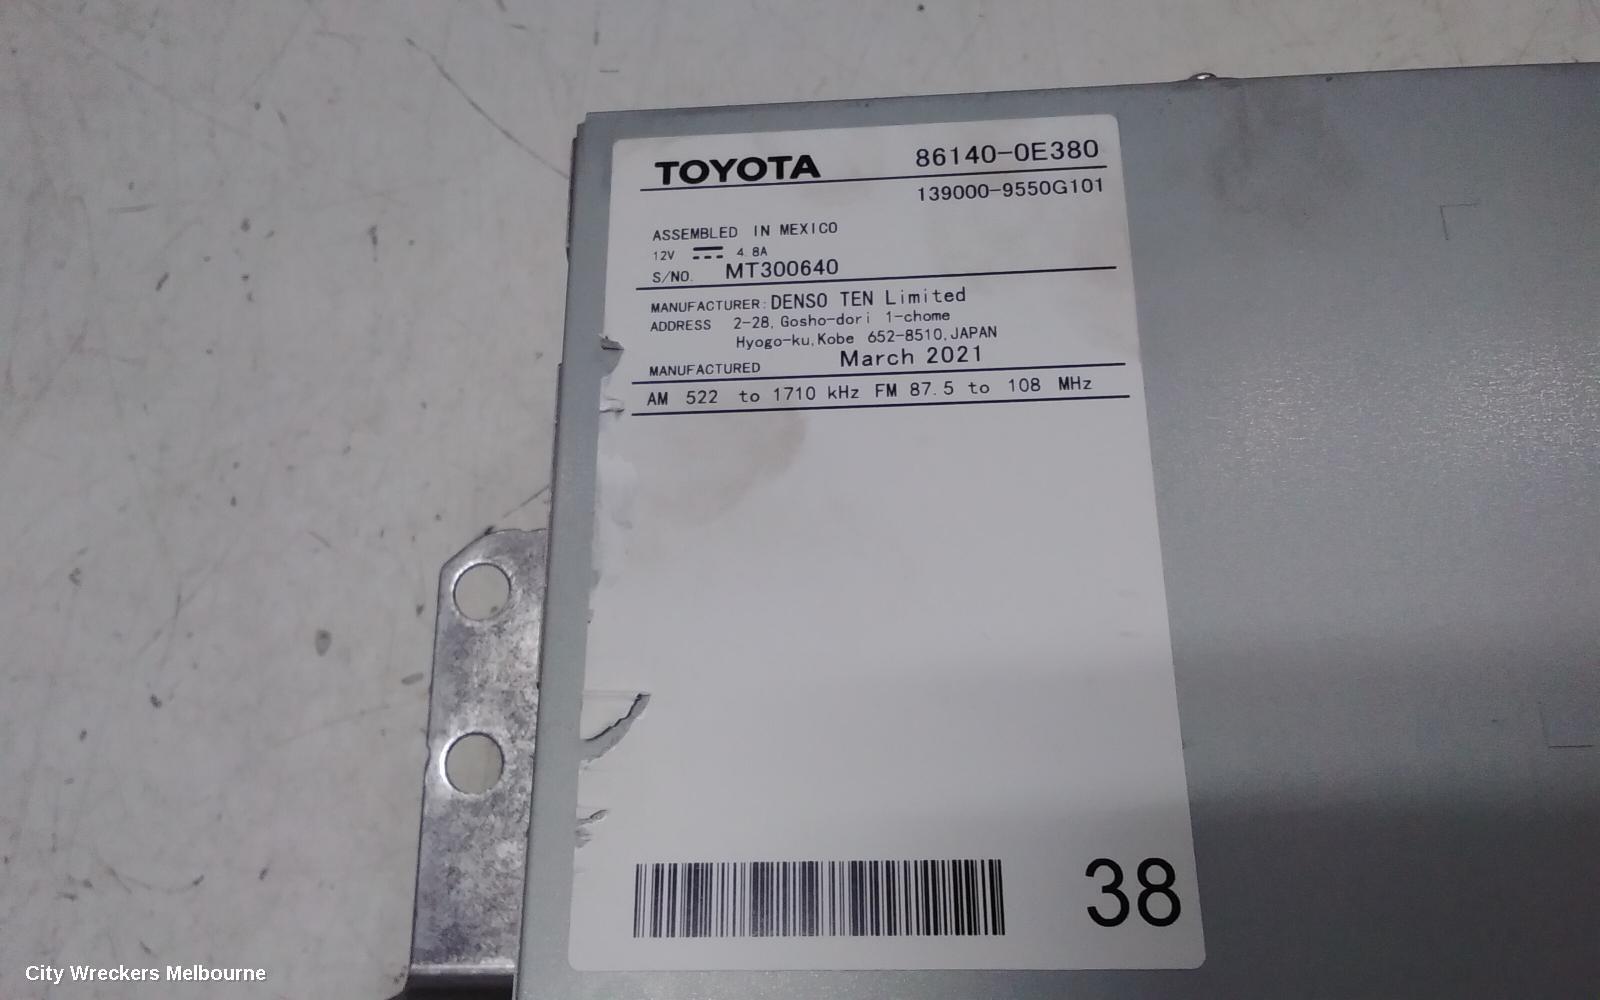 TOYOTA 86140-0E380
139000-9550G101
ASSEMBLED IN MEXICO
12V 4.8A
S/NO. MT300640
MANUFACTURER: DENSO TEN Limited
ADDRESS 2-28, Gosho-dori 1-chome
Hyogo-ku, Kobe 652-8510, JAPAN
MANUFACTURED March 2021
AM 522 to 1710 kHz FM 87.5 to 108 MHz
38
City Wreckers Melbourne